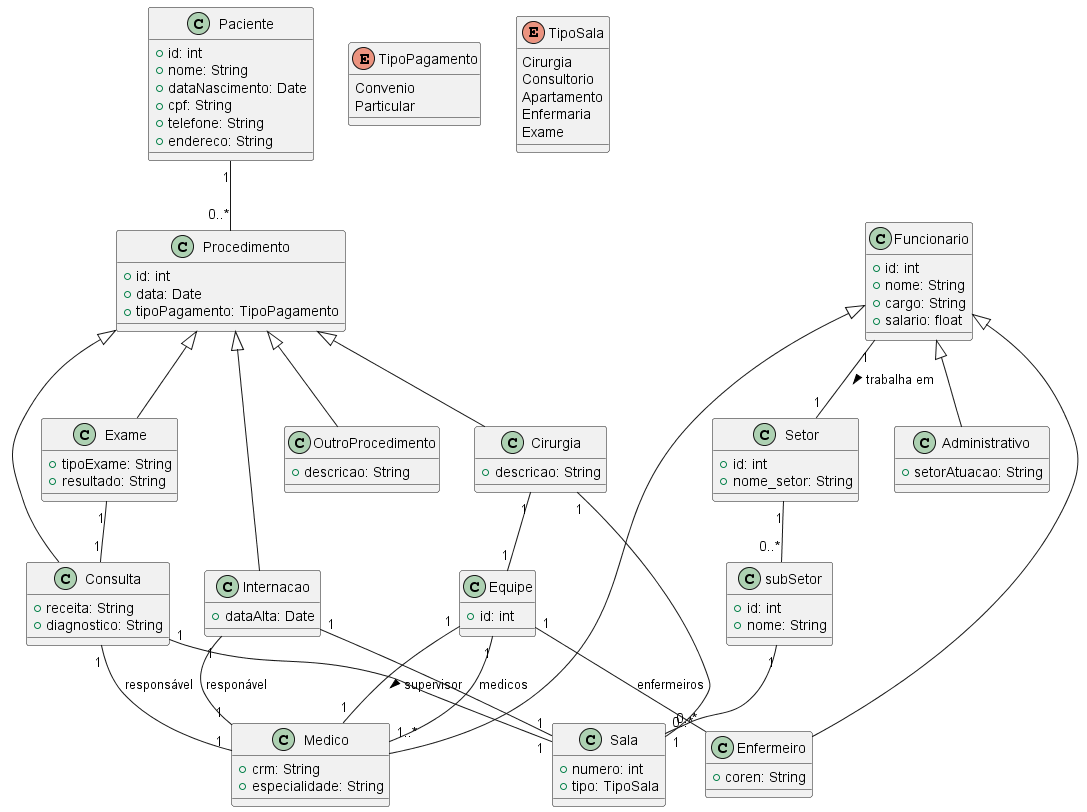 C Paciente
id: int
nome: String
dataNascimento: Date
cpf: String
telefone: String
endereco: String
E TipoPagamento
Convenio
Particular
E TipoSala
Cirurgia
Consultorio
Apartamento
Enfermaria
Exame
1
0..*
C Procedimento
id: int
data: Date
tipoPagamento: TipoPagamento
C Funcionario
id: int
nome: String
cargo: String
salario: float
1
trabalha em
1
C Exame
tipoExame: String
resultado: String
C OutroProcedimento
descricao: String
C Cirurgia
descricao: String
C Setor
id: int
nome_setor: String
C Administrativo
setorAtuacao: String
1
1
1
1
1
1
0..*
C Consulta
receita: String
diagnostico: String
C Internacao
dataAlta: Date
C Equipe
id: int
C subSetor
id: int
nome: String
1
1
1
1
1
1
1
1
responsável
responável
supervisor
medicos
enfermeiros
1
1
1
1..*
1
1
0..*
0..*
1
C Medico
crm: String
especialidade: String
C Sala
numero: int
tipo: TipoSala
C Enfermeiro
coren: String